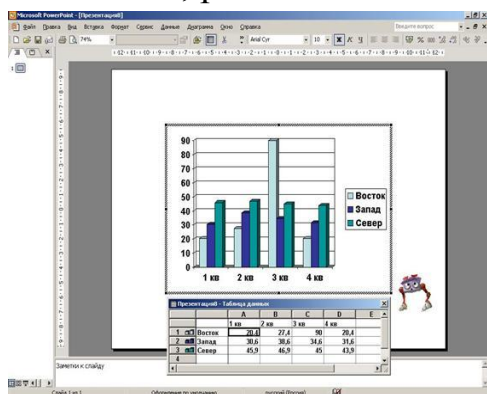 Microsoft PowerPoint - [Презентация8]
Файл Правка Вид Вставка Формат Сервис Данные Диаграмма Окно Справка
Введите вопрос
74% Arial Cyr 10 Ж К Ч
90
80
70
60
50
40
30
20
10
0
1 кв 2 кв 3 кв 4 кв
Восток
Запад
Север
Презентация8 - Таблица данных
A B C D E
1 кв 2 кв 3 кв 4 кв
1 Восток 20,4 27,4 90 20,4
2 Запад 30,6 38,6 34,6 31,6
3 Север 45,9 46,9 45 43,9
4
Заметки к слайду
Слайд 1 из 1 Оформление по умолчанию русский (Россия)